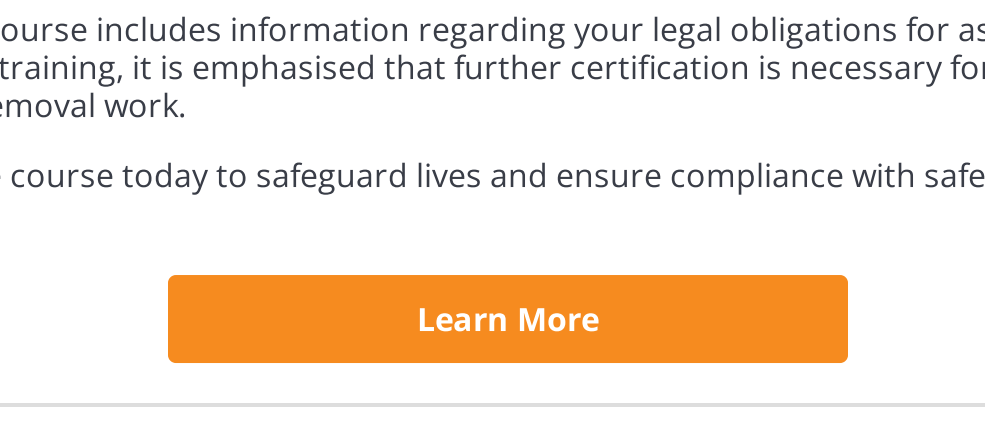 ourse includes information regarding your legal obligations for as
training, it is emphasised that further certification is necessary for
emoval work.
course today to safeguard lives and ensure compliance with safe
Learn More